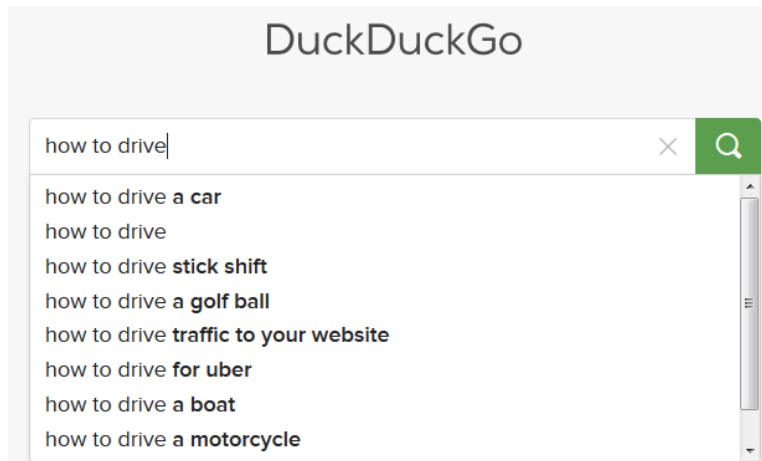 DuckDuckGo
how to drive
how to drive a car
how to drive
how to drive stick shift
how to drive a golf ball
how to drive traffic to your website
how to drive for uber
how to drive a boat
how to drive a motorcycle